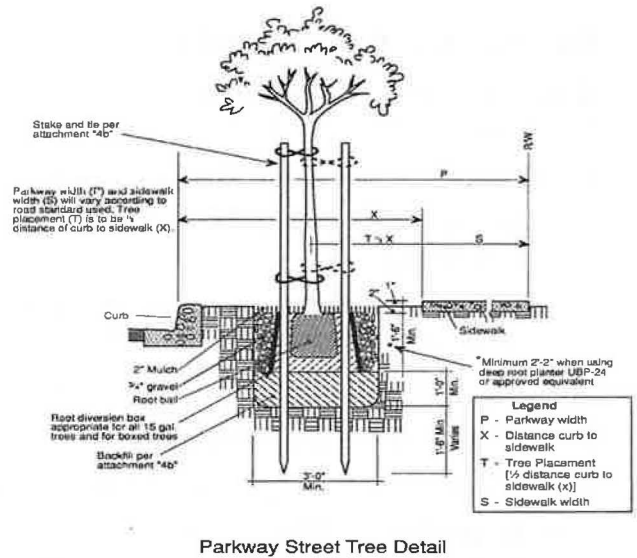 Stake and tie per
attachment "4b"
R/W
P
Parkway width (P) and sidewalk
width (S) will vary according to
road standard used. Tree
placement (T) is to be ½
distance of curb to sidewalk (X).
X
S
1"
2"
Curb
1'-6"
Min.
Sidewalk
2" Mulch
¾" gravel
Root ball
*Minimum 2'-2" when using
deep root planter UBP-24
or approved equivalent
Root diversion box
appropriate for all 15 gal.
trees and for boxed trees
1'-0"
Min.
Backfill per
attachment "4b"
1'-6" Min
Varies
3'-0"
Min.
Legend
P - Parkway width
X - Distance curb to
sidewalk
T - Tree Placement
[½ distance curb to
sidewalk (x)]
S - Sidewalk width
Parkway Street Tree Detail